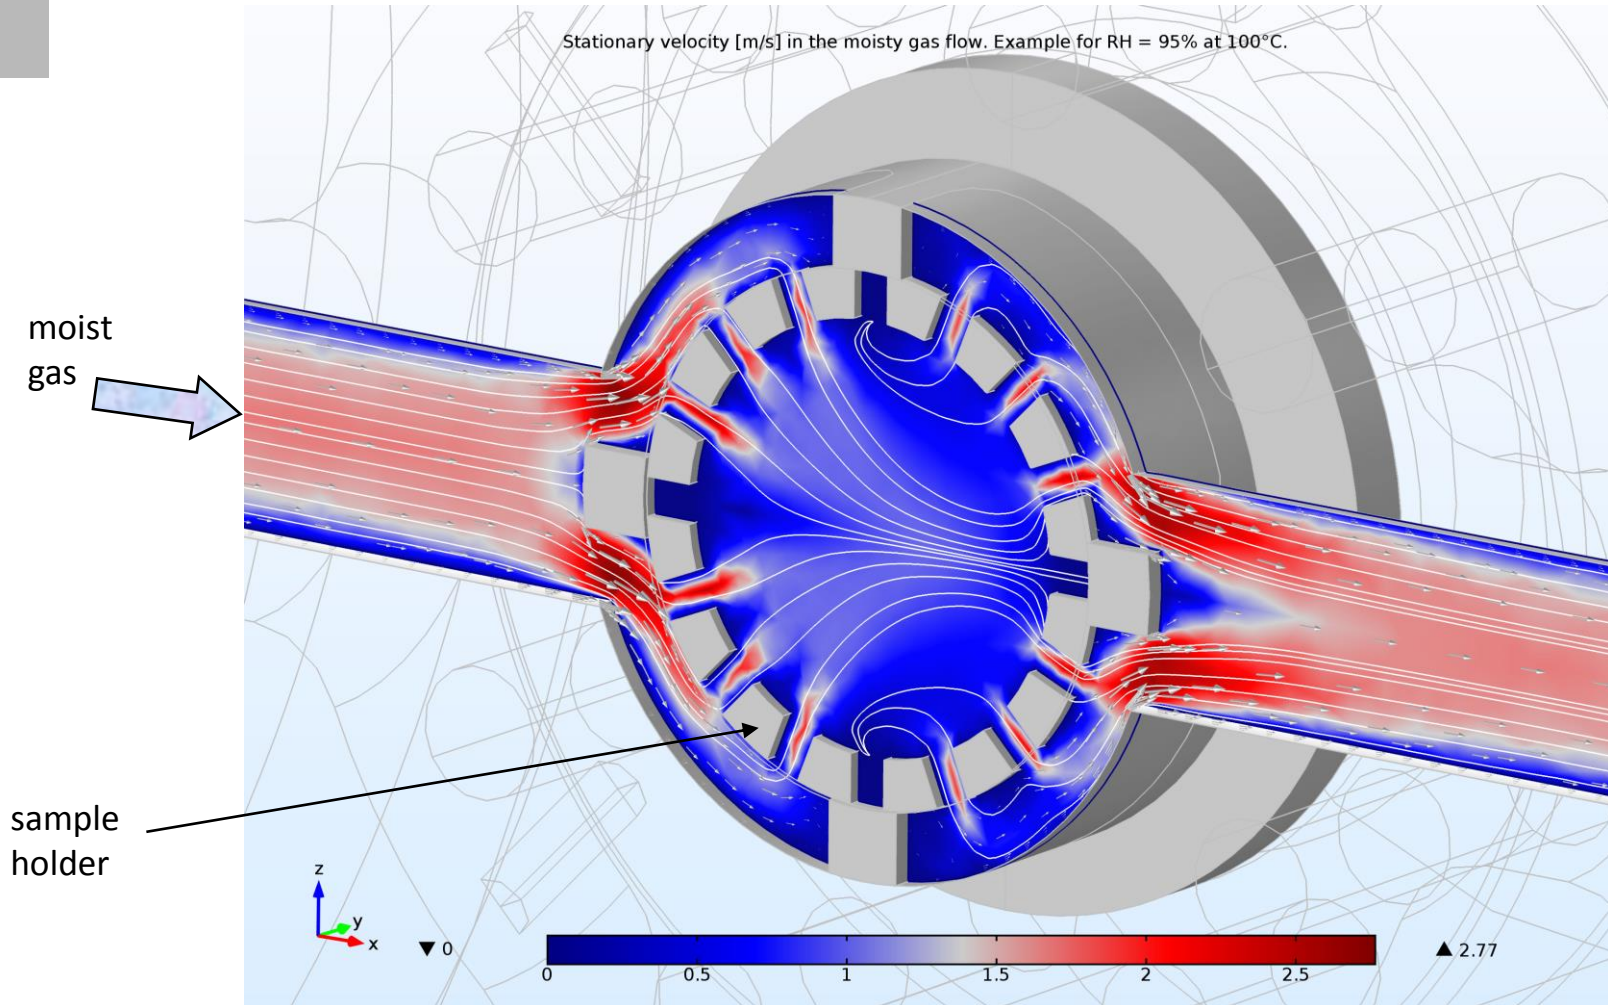 Stationary velocity [m/s] in the moisty gas flow. Example for RH = 95% at 100°C.
moist
gas
sample
holder
z
y
x
▼ 0
0
0.5
1
1.5
2
2.5
▲ 2.77